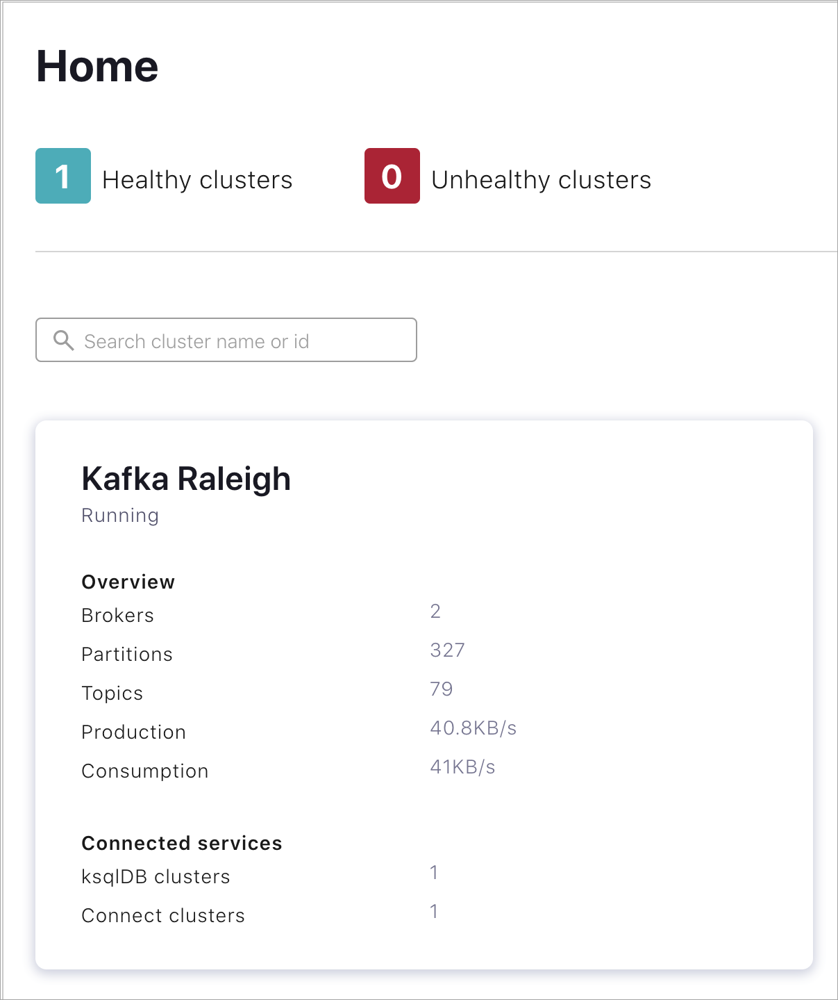 Home
1 Healthy clusters 0 Unhealthy clusters
Search cluster name or id
Kafka Raleigh
Running
Overview
Brokers 2
Partitions 327
Topics 79
Production 40.8KB/s
Consumption 41KB/s
Connected services
ksqlDB clusters 1
Connect clusters 1